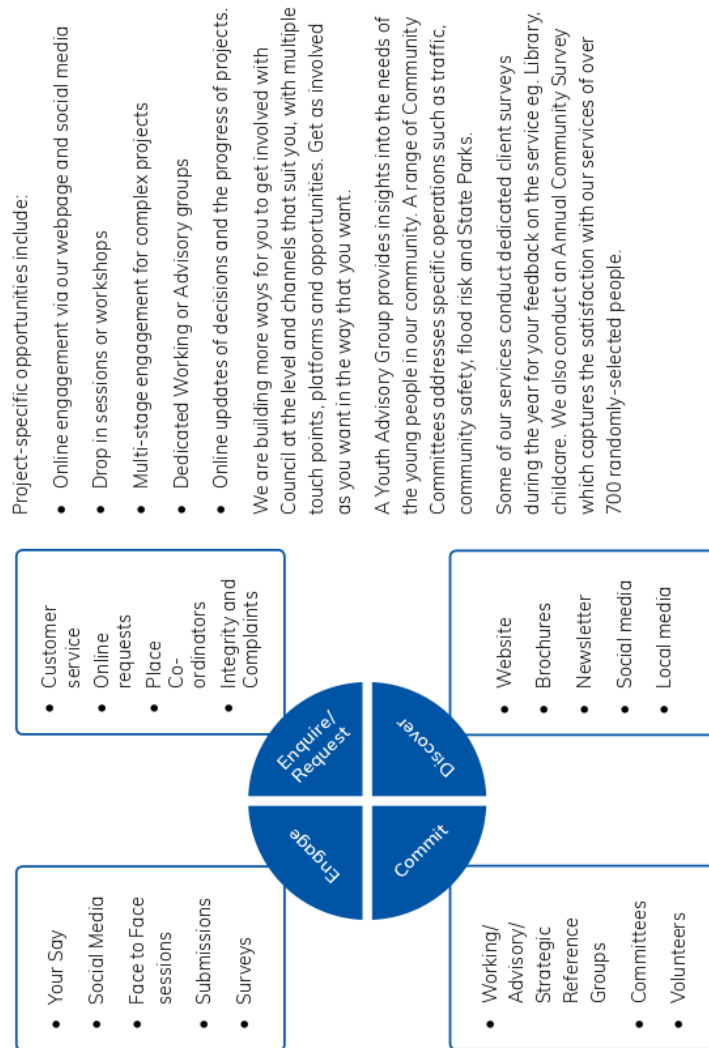 • Your Say
• Social Media
• Face to Face
sessions
• Submissions
• Surveys
• Customer
service
• Online
requests
• Place
Co-
ordinators
• Integrity and
Complaints
Engage
Enquire/
Request
Commit
Discover
• Working/
Advisory/
Strategic
Reference
Groups
• Committees
• Volunteers
• Website
• Brochures
• Newsletter
• Social media
• Local media
Project-specific opportunities include:
• Online engagement via our webpage and social media
• Drop in sessions or workshops
• Multi-stage engagement for complex projects
• Dedicated Working or Advisory groups
• Online updates of decisions and the progress of projects.
We are building more ways for you to get involved with
Council at the level and channels that suit you, with multiple
touch points, platforms and opportunities. Get as involved
as you want in the way that you want.
A Youth Advisory Group provides insights into the needs of
the young people in our community. A range of Community
Committees addresses specific operations such as traffic,
community safety, flood risk and State Parks.
Some of our services conduct dedicated client surveys
during the year for your feedback on the service eg. Library,
childcare. We also conduct an Annual Community Survey
which captures the satisfaction with our services of over
700 randomly-selected people.